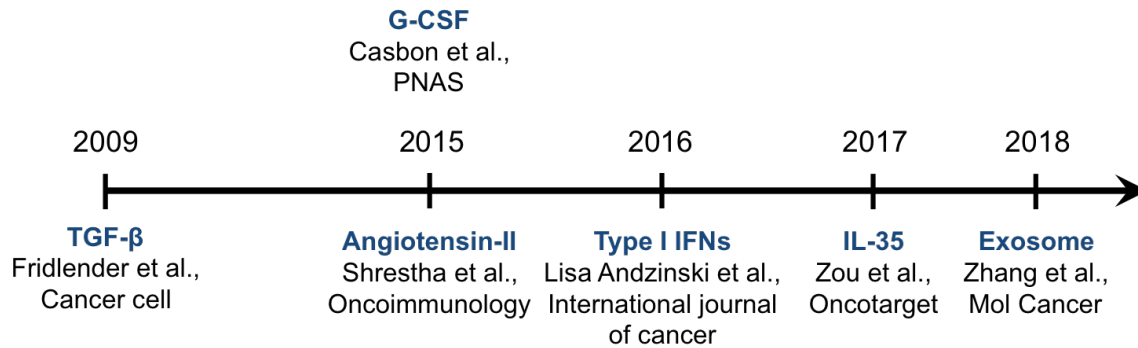 G-CSF
Casbon et al.,
PNAS
2009
2015
2016
2017
2018
TGF-β
Fridlender et al.,
Cancer cell
Angiotensin-II
Shrestha et al.,
Oncoimmunology
Type I IFNs
Lisa Andzinski et al.,
International journal
of cancer
IL-35
Zou et al.,
Oncotarget
Exosome
Zhang et al.,
Mol Cancer